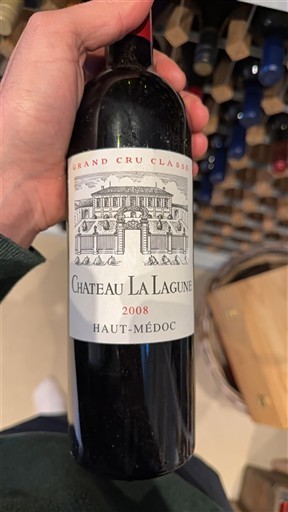 GRAND CRU CLASSÉ
CHATEAU LA LAGUNE
2008
HAUT-MÉDOC